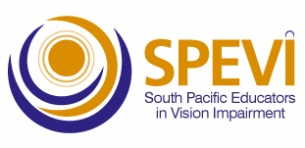 SPEVI
South Pacific Educators
in Vision Impairment